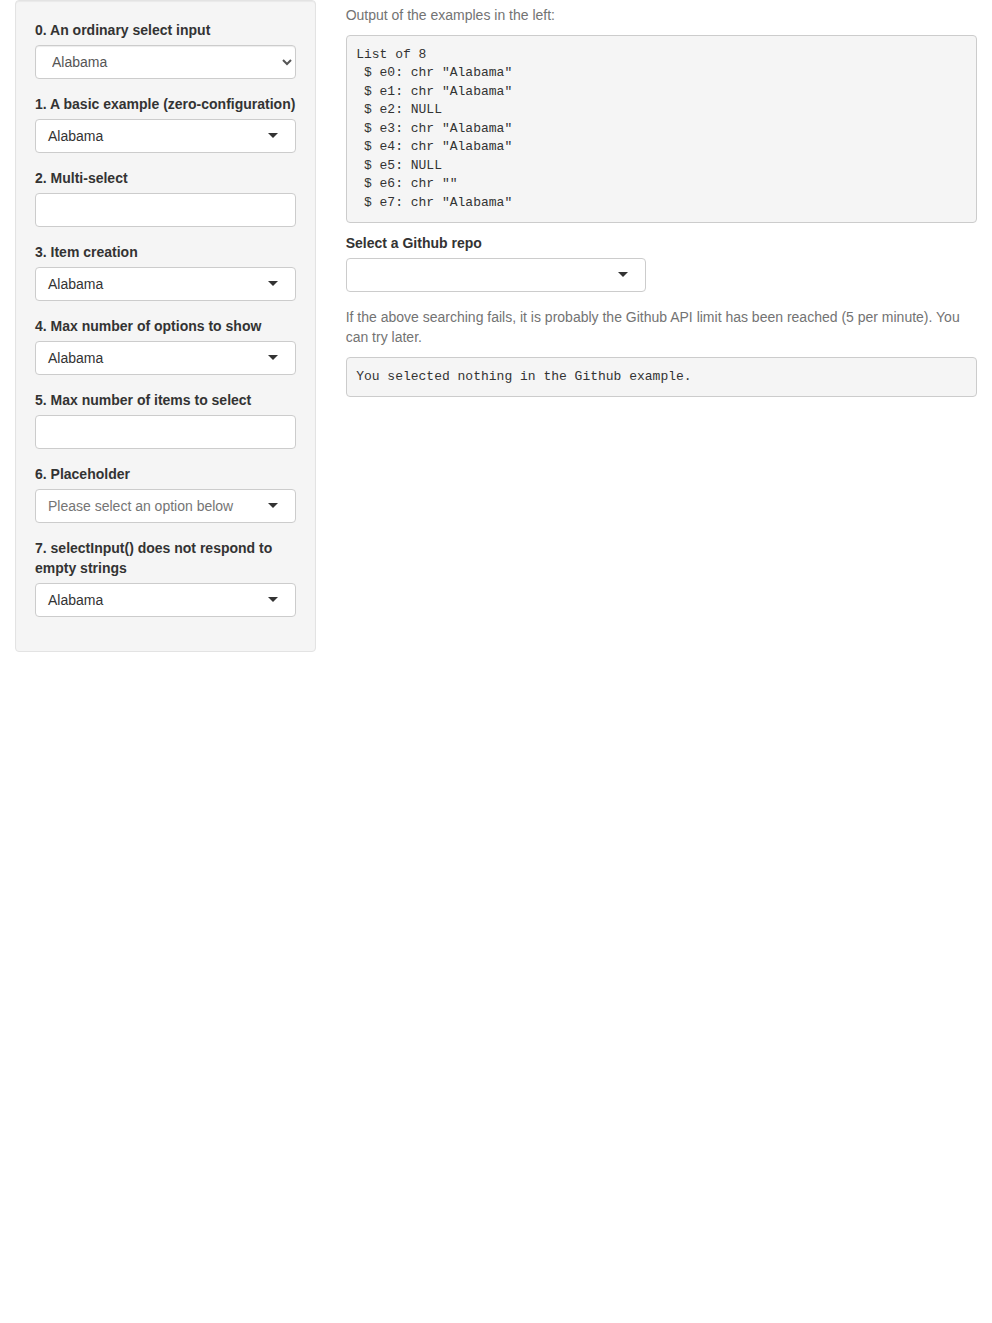 0. An ordinary select input
Alabama
1. A basic example (zero-configuration)
Alabama
2. Multi-select
3. Item creation
Alabama
4. Max number of options to show
Alabama
5. Max number of items to select
6. Placeholder
Please select an option below
7. selectInput() does not respond to
empty strings
Alabama
Output of the examples in the left:
List of 8
 $ e0: chr "Alabama"
 $ e1: chr "Alabama"
 $ e2: NULL
 $ e3: chr "Alabama"
 $ e4: chr "Alabama"
 $ e5: NULL
 $ e6: chr ""
 $ e7: chr "Alabama"
Select a Github repo
If the above searching fails, it is probably the Github API limit has been reached (5 per minute). You
can try later.
You selected nothing in the Github example.